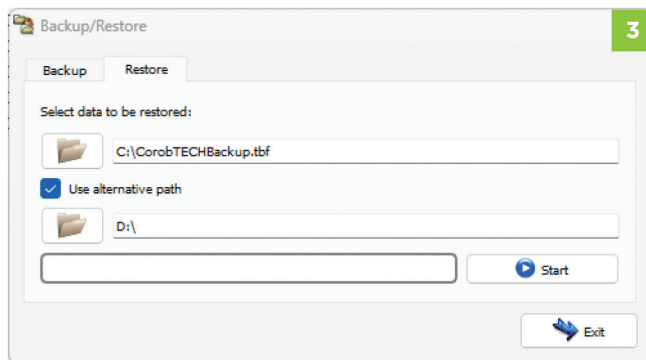 Backup/Restore
3
Backup Restore
Select data to be restored:
C:\CorobTECHBackup.tbf
Use alternative path
D:\
Start
Exit